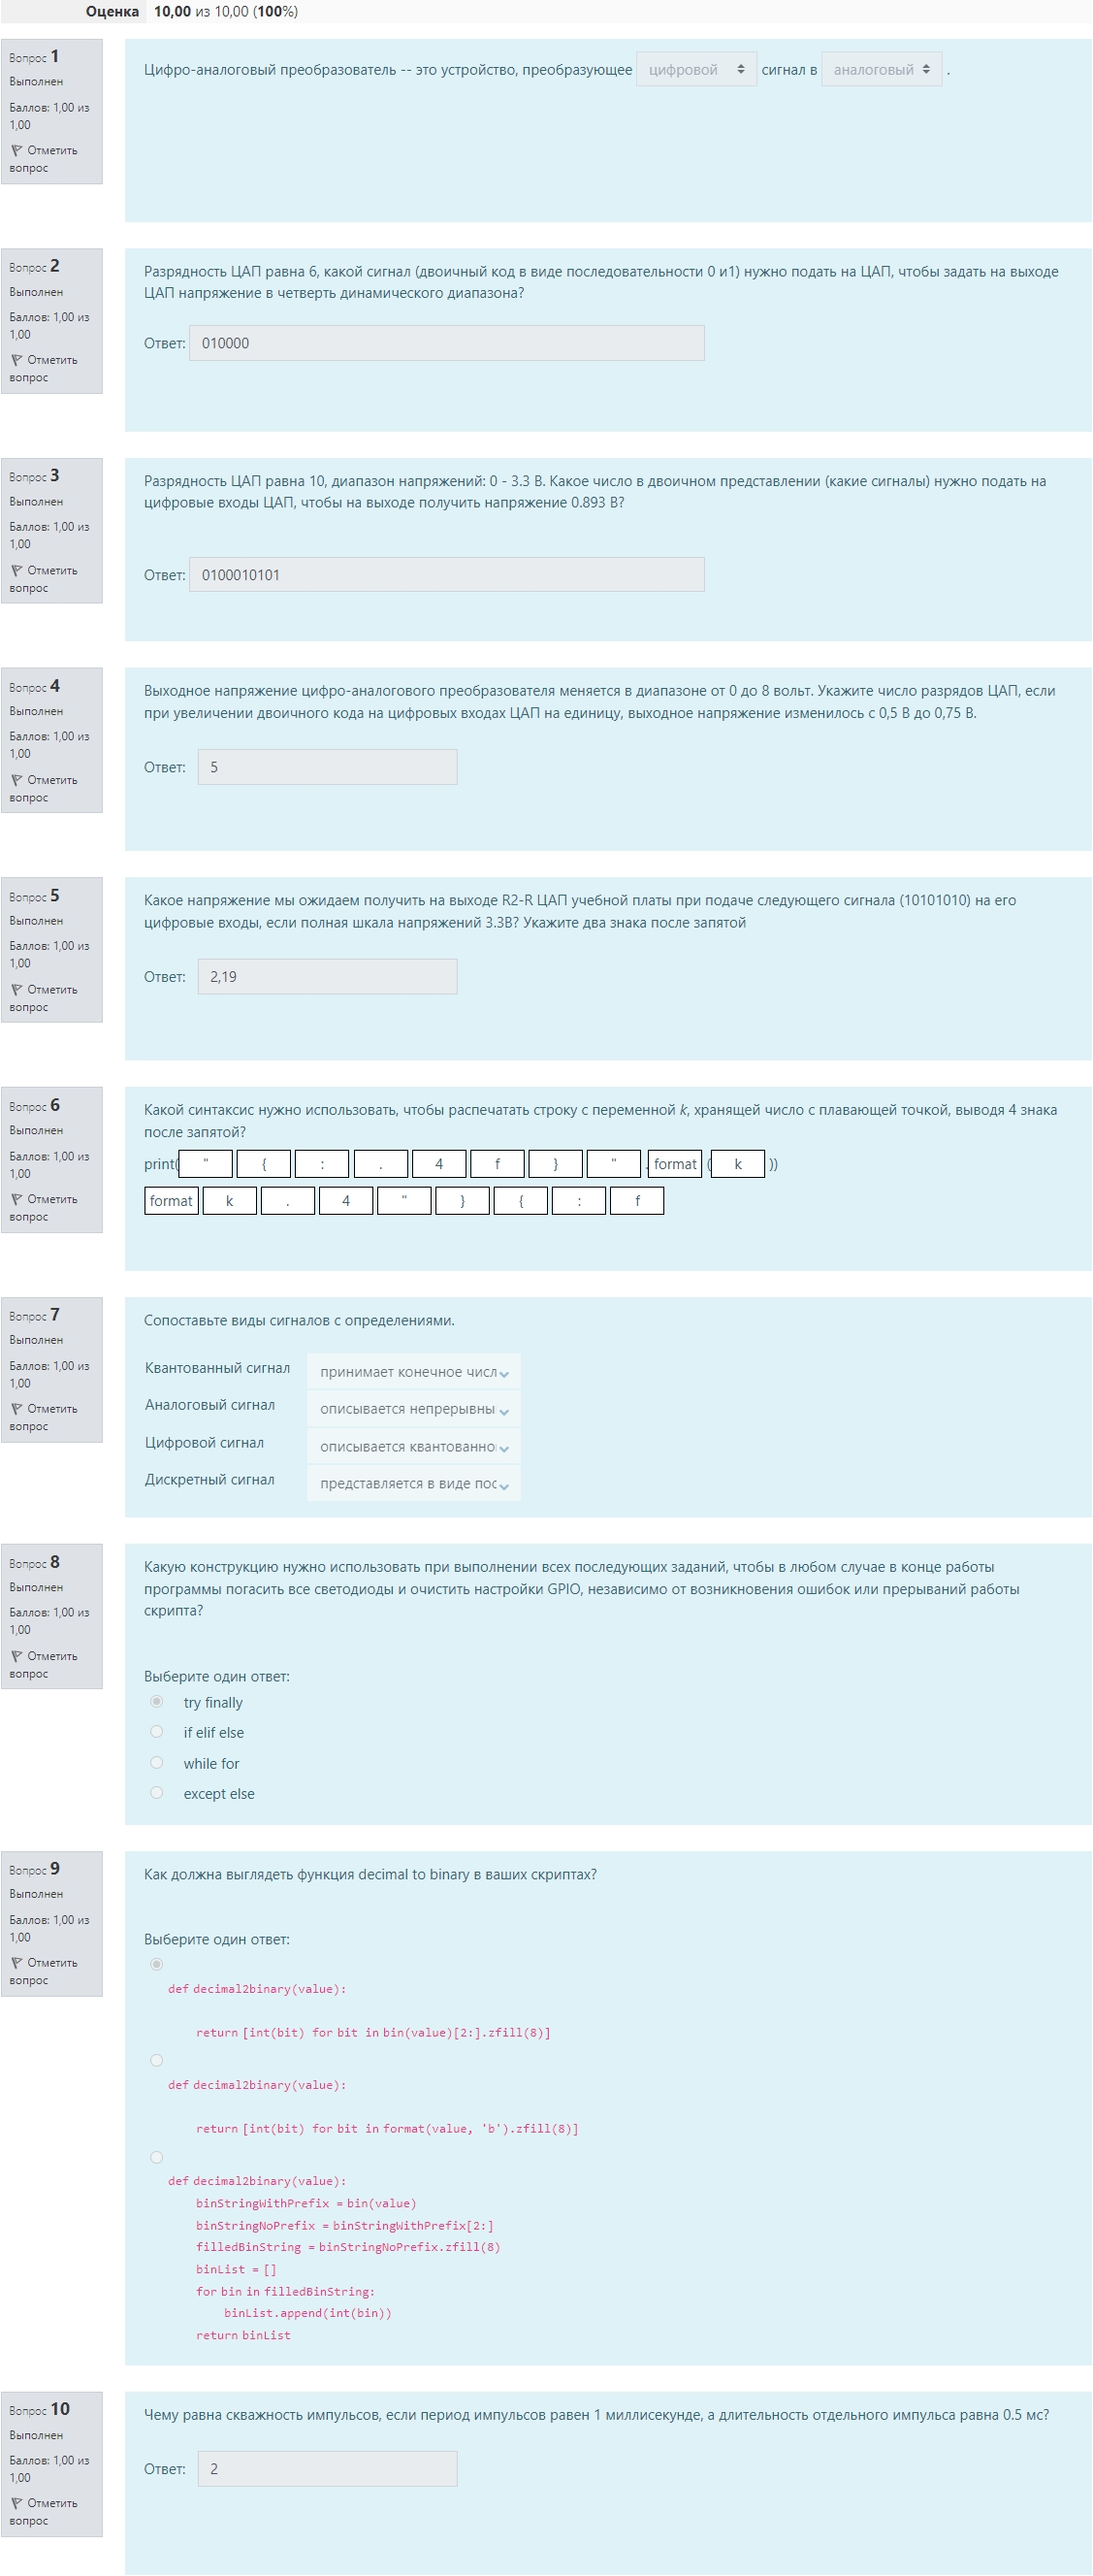 Оценка 10,00 из 10,00 (100%)
Вопрос 1
Выполнен
Баллов: 1,00 из
1,00
Отметить
вопрос
Цифро-аналоговый преобразователь -- это устройство, преобразующее цифровой сигнал в аналоговый .
Вопрос 2
Выполнен
Баллов: 1,00 из
1,00
Отметить
вопрос
Разрядность ЦАП равна 6, какой сигнал (двоичный код в виде последовательности 0 и1) нужно подать на ЦАП, чтобы задать на выходе
ЦАП напряжение в четверть динамического диапазона?
Ответ: 010000
Вопрос 3
Выполнен
Баллов: 1,00 из
1,00
Отметить
вопрос
Разрядность ЦАП равна 10, диапазон напряжений: 0 - 3.3 В. Какое число в двоичном представлении (какие сигналы) нужно подать на
цифровые входы ЦАП, чтобы на выходе получить напряжение 0.893 В?
Ответ: 0100010101
Вопрос 4
Выполнен
Баллов: 1,00 из
1,00
Отметить
вопрос
Выходное напряжение цифро-аналогового преобразователя меняется в диапазоне от 0 до 8 вольт. Укажите число разрядов ЦАП, если
при увеличении двоичного кода на цифровых входах ЦАП на единицу, выходное напряжение изменилось с 0,5 В до 0,75 В.
Ответ: 5
Вопрос 5
Выполнен
Баллов: 1,00 из
1,00
Отметить
вопрос
Какое напряжение мы ожидаем получить на выходе R2-R ЦАП учебной платы при подаче следующего сигнала (10101010) на его
цифровые входы, если полная шкала напряжений 3.3В? Укажите два знака после запятой
Ответ: 2,19
Вопрос 6
Выполнен
Баллов: 1,00 из
1,00
Отметить
вопрос
Какой синтаксис нужно использовать, чтобы распечатать строку с переменной k, хранящей число с плавающей точкой, выводя 4 знака
после запятой?
print( " { : . 4 f } " . format ( k ))
format k . 4 " } { : f
Вопрос 7
Выполнен
Баллов: 1,00 из
1,00
Отметить
вопрос
Сопоставьте виды сигналов с определениями.
Квантованный сигнал принимает конечное числ
Аналоговый сигнал описывается непрерывны
Цифровой сигнал описывается квантованно
Дискретный сигнал представляется в виде пос
Вопрос 8
Выполнен
Баллов: 1,00 из
1,00
Отметить
вопрос
Какую конструкцию нужно использовать при выполнении всех последующих заданий, чтобы в любом случае в конце работы
программы погасить все светодиоды и очистить настройки GPIO, независимо от возникновения ошибок или прерываний работы
скрипта?
Выберите один ответ:
try finally
if elif else
while for
except else
Вопрос 9
Выполнен
Баллов: 1,00 из
1,00
Отметить
вопрос
Как должна выглядеть функция decimal to binary в ваших скриптах?
Выберите один ответ:
def decimal2binary(value):
return [int(bit) for bit in bin(value)[2:].zfill(8)]
def decimal2binary(value):
return [int(bit) for bit in format(value, 'b').zfill(8)]
def decimal2binary(value):
binStringWithPrefix = bin(value)
binStringNoPrefix = binStringWithPrefix[2:]
filledBinString = binStringNoPrefix.zfill(8)
binList = []
for bin in filledBinString:
binList.append(int(bin))
return binList
Вопрос 10
Выполнен
Баллов: 1,00 из
1,00
Отметить
вопрос
Чему равна скважность импульсов, если период импульсов равен 1 миллисекунде, а длительность отдельного импульса равна 0.5 мс?
Ответ: 2